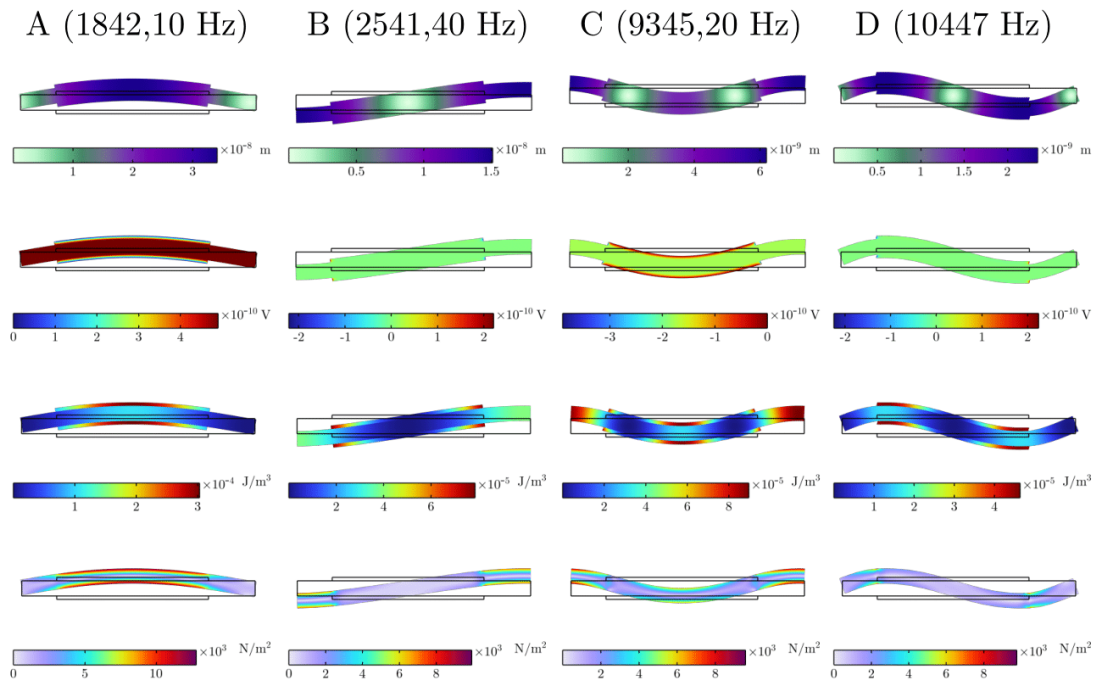 A (1842,10 Hz) B (2541,40 Hz) C (9345,20 Hz) D (10447 Hz)
×10⁻⁸ m ×10⁻⁸ m ×10⁻⁹ m ×10⁻⁹ m
1 2 3 0.5 1 1.5 2 4 6 0.5 1 1.5 2
×10⁻¹⁰ V ×10⁻¹⁰ V ×10⁻¹⁰ V ×10⁻¹⁰ V
0 1 2 3 4 -2 -1 0 1 2 -3 -2 -1 0 -2 -1 0 1 2
×10⁻⁴ J/m³ ×10⁻⁵ J/m³ ×10⁻⁵ J/m³ ×10⁻⁵ J/m³
1 2 3 2 4 6 2 4 6 8 1 2 3 4
×10³ N/m² ×10³ N/m² ×10³ N/m² ×10³ N/m²
0 5 10 0 2 4 6 8 2 4 6 8 0 2 4 6 8